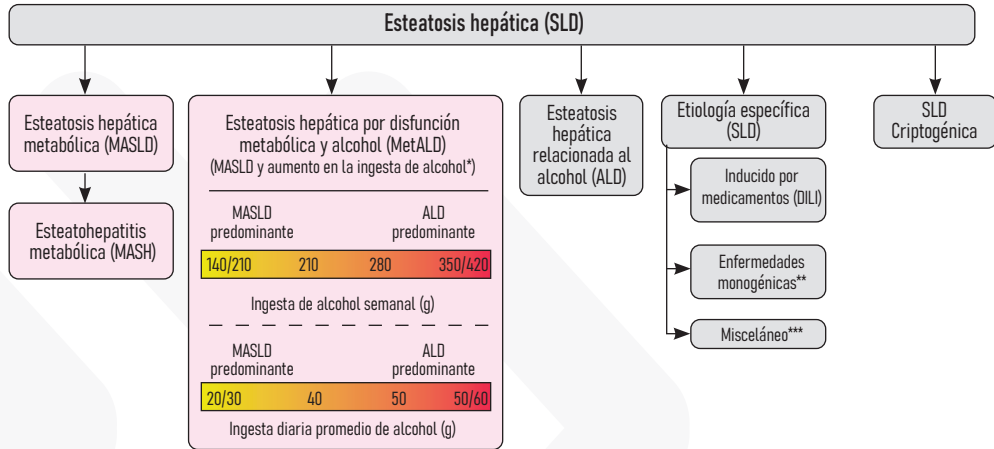 Esteatosis hepática (SLD)
Esteatosis hepática
metabólica (MASLD)
Esteatohepatitis
metabólica (MASH)
Esteatosis hepática por disfunción
metabólica y alcohol (MetALD)
(MASLD y aumento en la ingesta de alcohol*)
MASLD
predominante
ALD
predominante
140/210 210 280 350/420
Ingesta de alcohol semanal (g)
MASLD
predominante
ALD
predominante
20/30 40 50 50/60
Ingesta diaria promedio de alcohol (g)
Esteatosis
hepática
relacionada al
alcohol (ALD)
Etiología específica
(SLD)
Inducido por
medicamentos (DILI)
Enfermedades
monogénicas**
Misceláneo***
SLD
Criptogénica